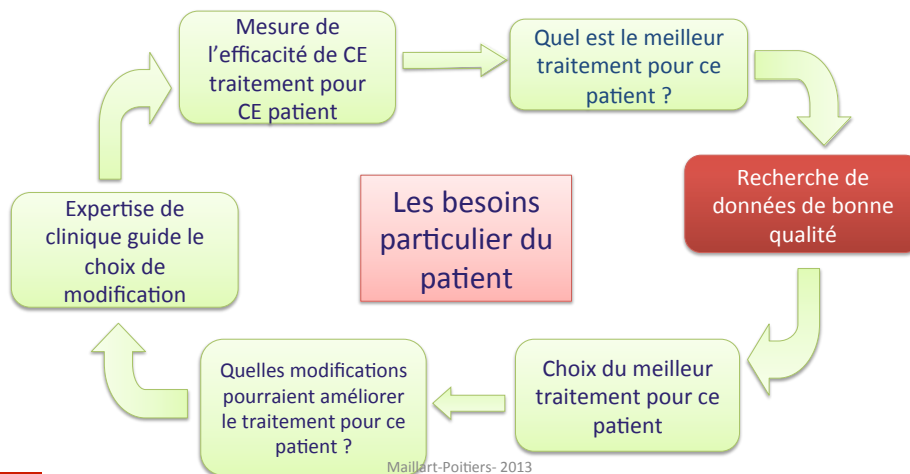 Mesure de
l'efficacité de CE
traitement pour
CE patient
Quel est le meilleur
traitement pour ce
patient ?
Recherche de
données de bonne
qualité
Choix du meilleur
traitement pour ce
patient
Quelles modifications
pourraient améliorer
le traitement pour ce
patient ?
Expertise de
clinique guide le
choix de
modification
Les besoins
particulier du
patient
Maillart-Poitiers- 2013